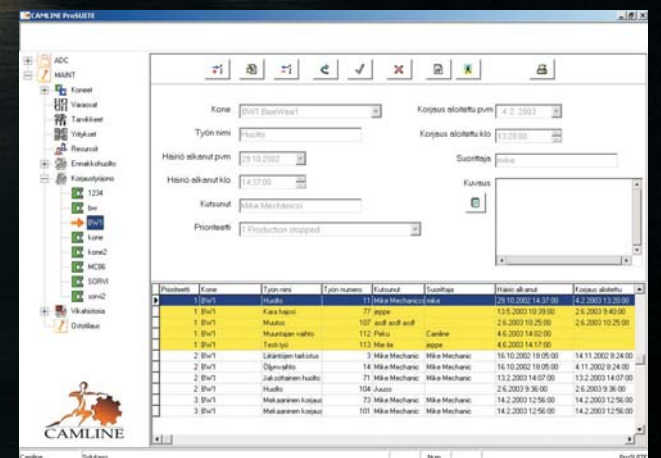 CAMLINE ProSUITE
ADC
MAINT
Koneet
Varaosat
Tarvikkeet
Yritykset
Resurssit
Ennakkohuolto
Korjaustyöjono
1234
bw
BW1
kone
kone2
MC86
SORVI
sorvi2
Vikahistoria
Ostotilaus
CAMLINE
Kone BW1 BearWea1
Työn nimi Huolto
Häiriö alkanut pvm 29.10.2002
Häiriö alkanut klo 14:37:00
Kutsunut Mike Mechanicci
Prioriteetti 1 Production stopped
Korjaus aloitettu pvm 4. 2. 2003
Korjaus aloitettu klo 13:20:00
Suorittaja mike
Kuvaus
Prioriteetti Kone Työn nimi Työn numero Kutsunut Suorittaja Häiriö alkanut Korjaus aloitettu
1 BW1 Huolto 11 Mike Mechanicci mike 29.10.2002 14:37:00 4.2.2003 13:20:00
1 BW1 Kara hajosi 77 jeppe 13.5.2003 10:39:00 2.6.2003 9:40:00
1 BW1 Muutos 107 asdf asdf asdf 2.6.2003 10:25:00 2.6.2003 10:25:00
1 BW1 Muuntajan vaihto 112 Peku Camline 4.6.2003 14:02:00
1 BW1 Testi työ 113 Mie ite jeppe 4.6.2003 14:17:00
2 BW1 Likäntöjen tarkistus 3 Mike Mechanic Mike Mechanic 16.10.2002 18:05:00 14.11.2002 8:24:00
2 BW1 Öljynvaihto 14 Mike Mechanic Mike Mechanic 16.10.2002 18:05:00 4.11.2002 8:24:00
2 BW1 Jaksottainen huolto 71 Mike Mechanic Mike Mechanic 13.2.2003 14:07:00 13.2.2003 14:07:00
2 BW1 Huolto 104 Juuso 2.6.2003 9:36:00 2.6.2003 9:36:00
3 BW1 Mekaaninen korjaus 103 Mike Mechanic Mike Mechanic 14.2.2003 12:56:00 14.2.2003 12:56:00
3 BW1 Mekaaninen korjaus 101 Mike Mechanic Mike Mechanic 14.2.2003 12:56:00 14.2.2003 12:56:00
Camline Solutions Num ProSUITE